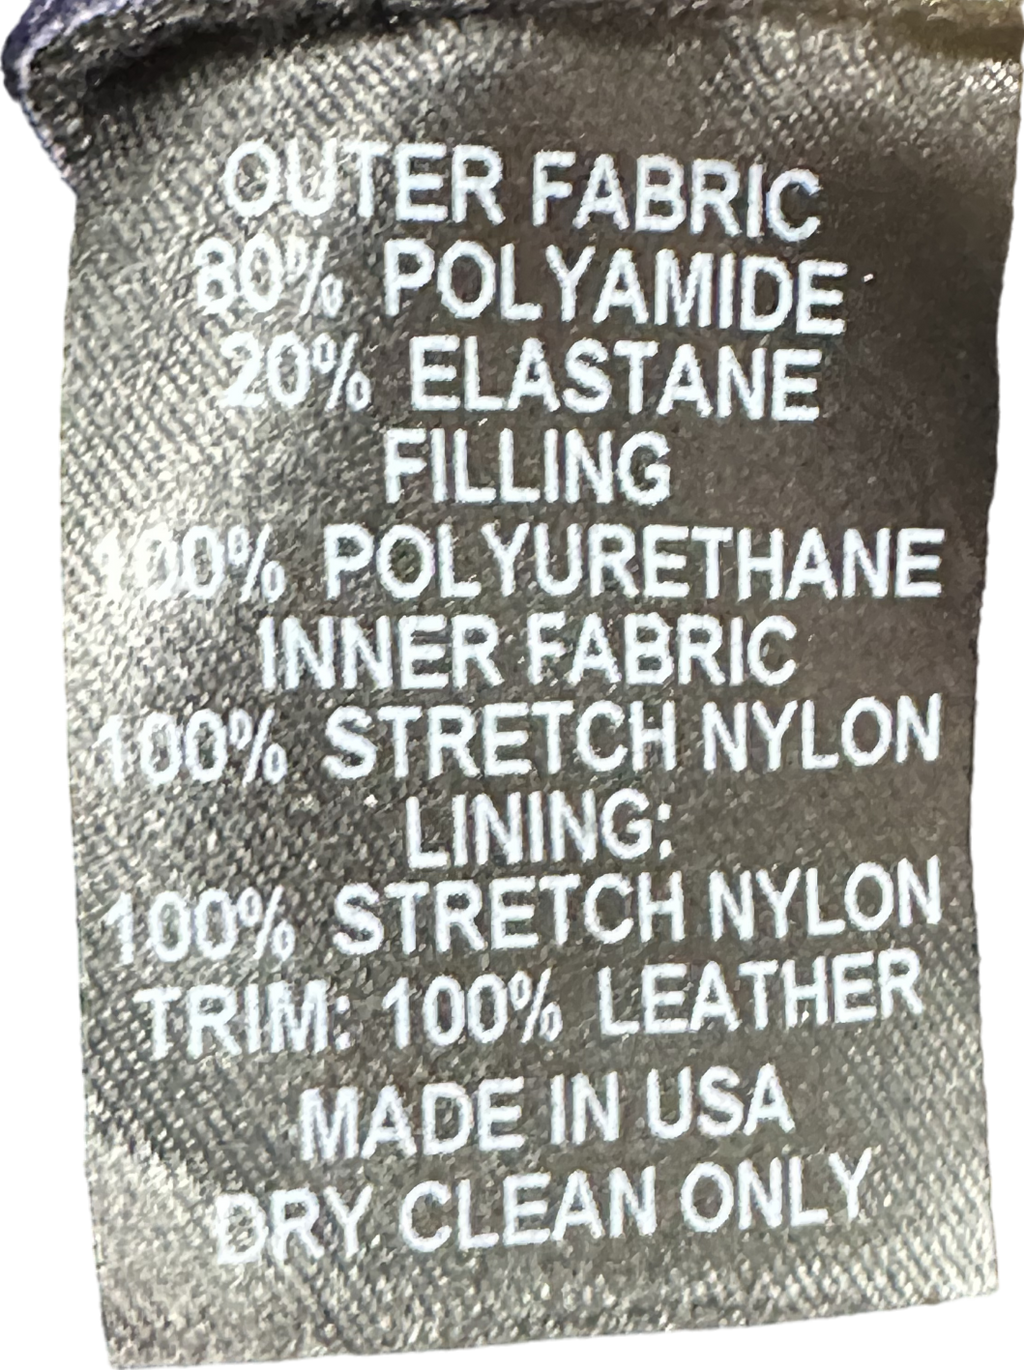 OUTER FABRIC
80% POLYAMIDE
20% ELASTANE
FILLING
100% POLYURETHANE
INNER FABRIC
100% STRETCH NYLON
LINING:
100% STRETCH NYLON
TRIM: 100% LEATHER
MADE IN USA
DRY CLEAN ONLY